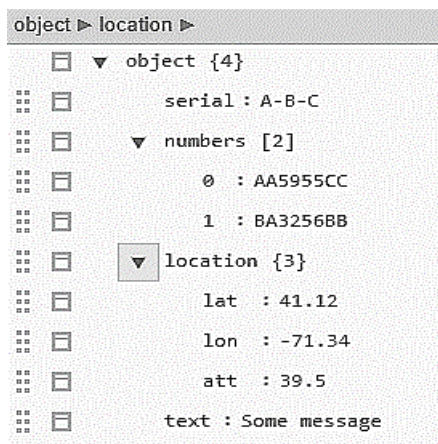 object ▶ location ▶
▼ object {4}
serial : A-B-C
▼ numbers [2]
0 : AA5955CC
1 : BA3256BB
▼ location {3}
lat : 41.12
lon : -71.34
att : 39.5
text : Some message